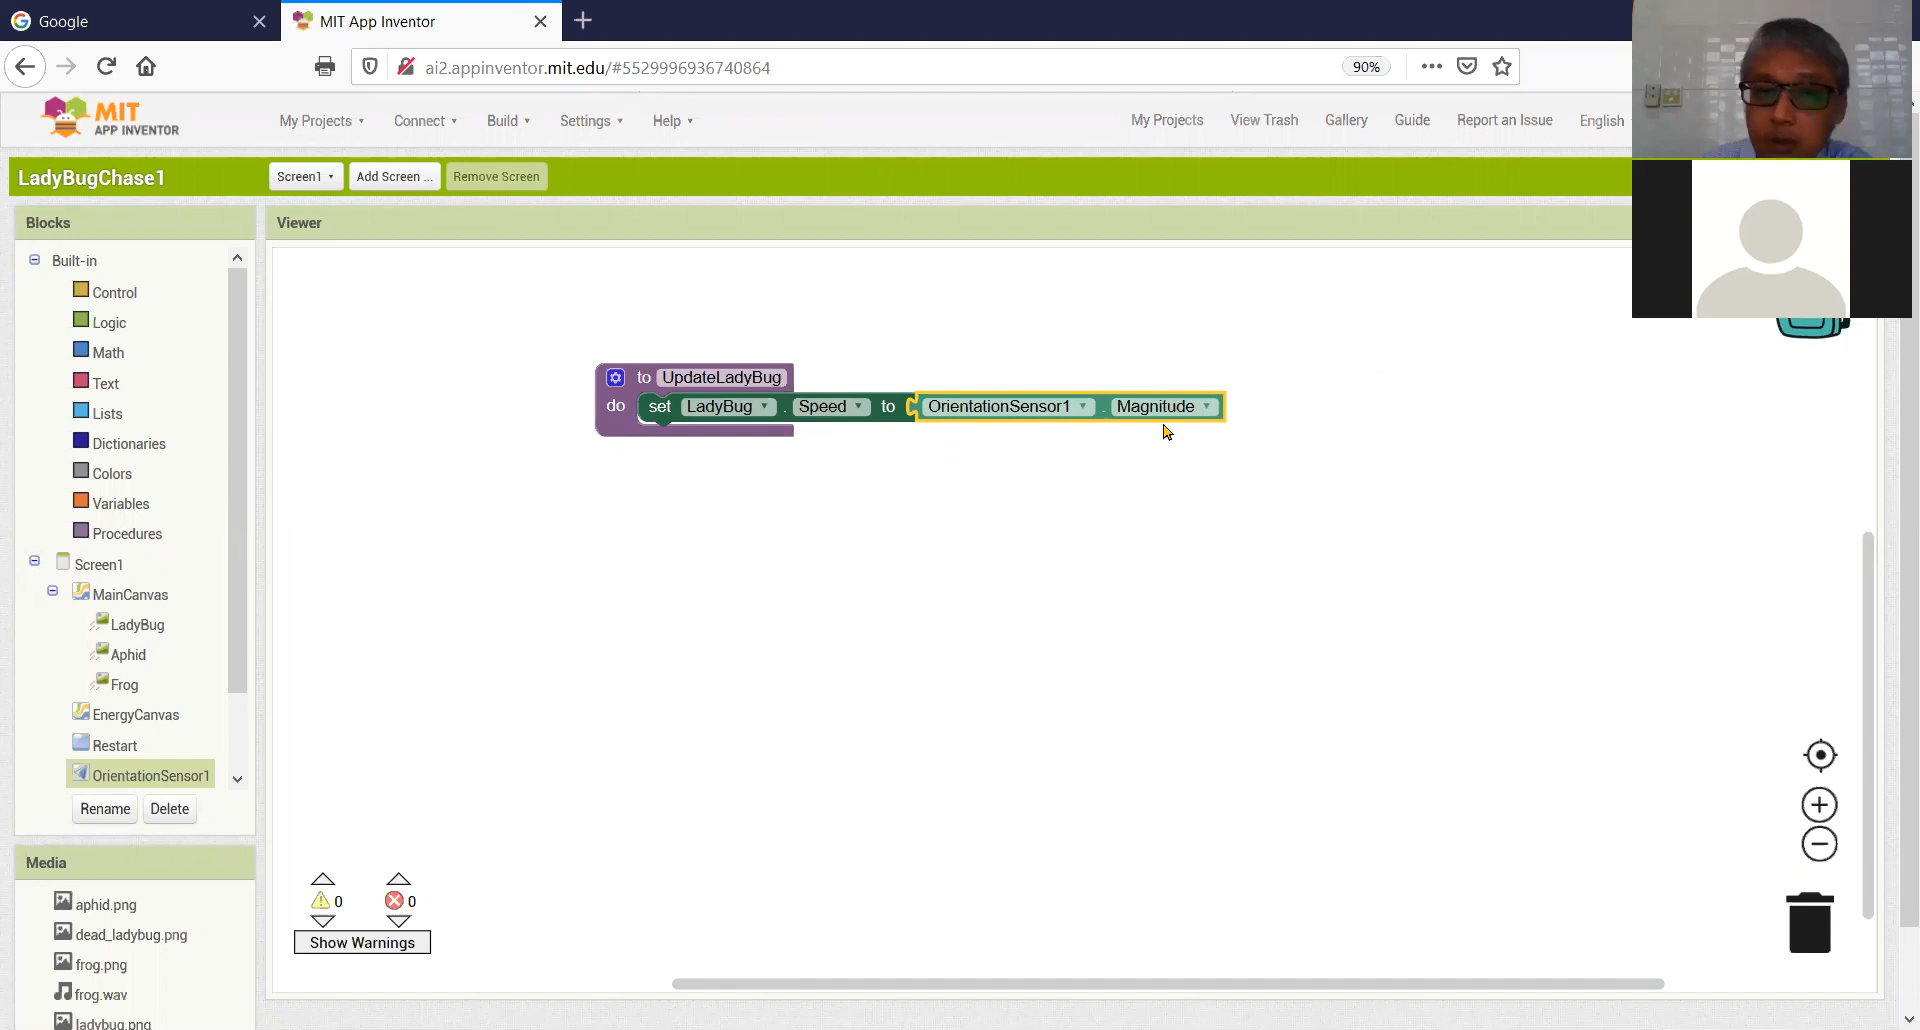 Google
MIT App Inventor
ai2.appinventor.mit.edu/#5529996936740864
90%
MIT
APP INVENTOR
My Projects
Connect
Build
Settings
Help
My Projects
View Trash
Gallery
Guide
Report an Issue
English
LadyBugChase1
Screen1
Add Screen ...
Remove Screen
Blocks
Viewer
Built-in
Control
Logic
Math
Text
Lists
Dictionaries
Colors
Variables
Procedures
Screen1
MainCanvas
LadyBug
Aphid
Frog
EnergyCanvas
Restart
OrientationSensor1
Rename
Delete
to UpdateLadyBug
do set LadyBug . Speed to OrientationSensor1 . Magnitude
Media
aphid.png
dead_ladybug.png
frog.png
frog.wav
ladybug.png
0
0
Show Warnings